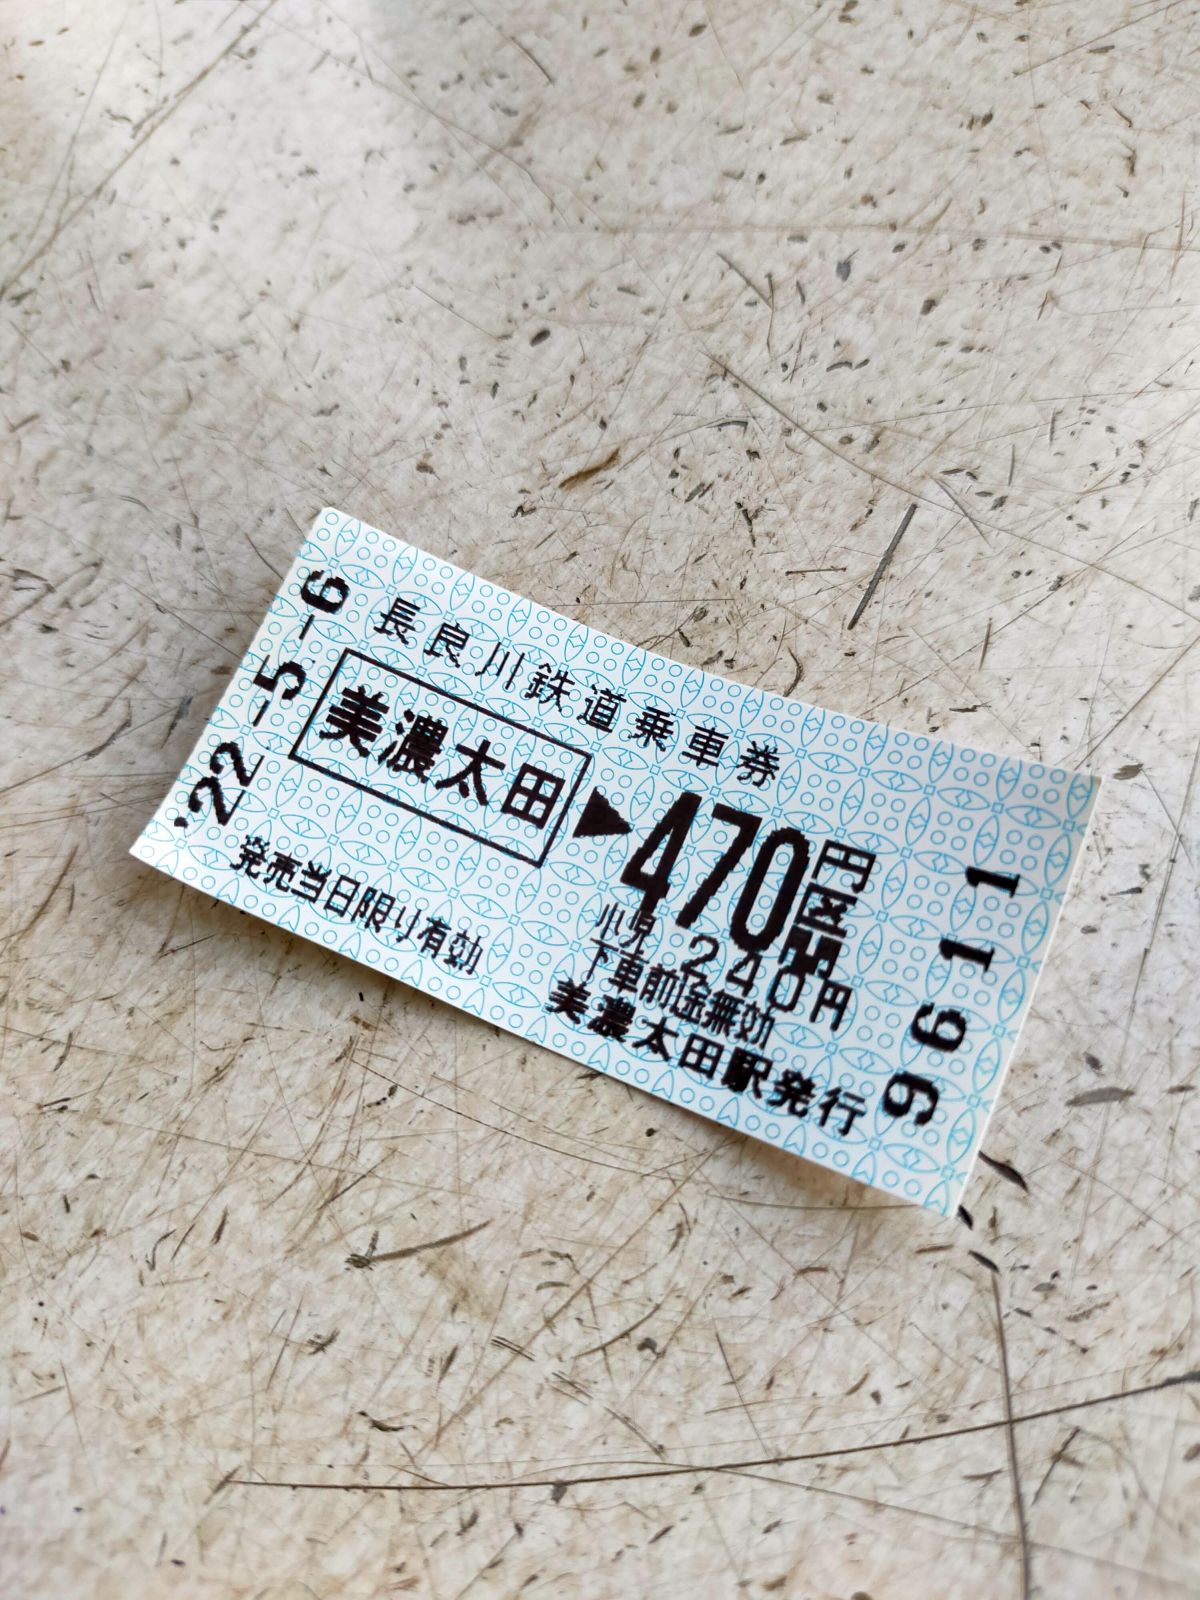 長良川鉄道乗車券
美濃太田▶470円区間
小児 240円
下車前途無効
発売当日限り有効
美濃太田駅発行
'22-5-6
9611